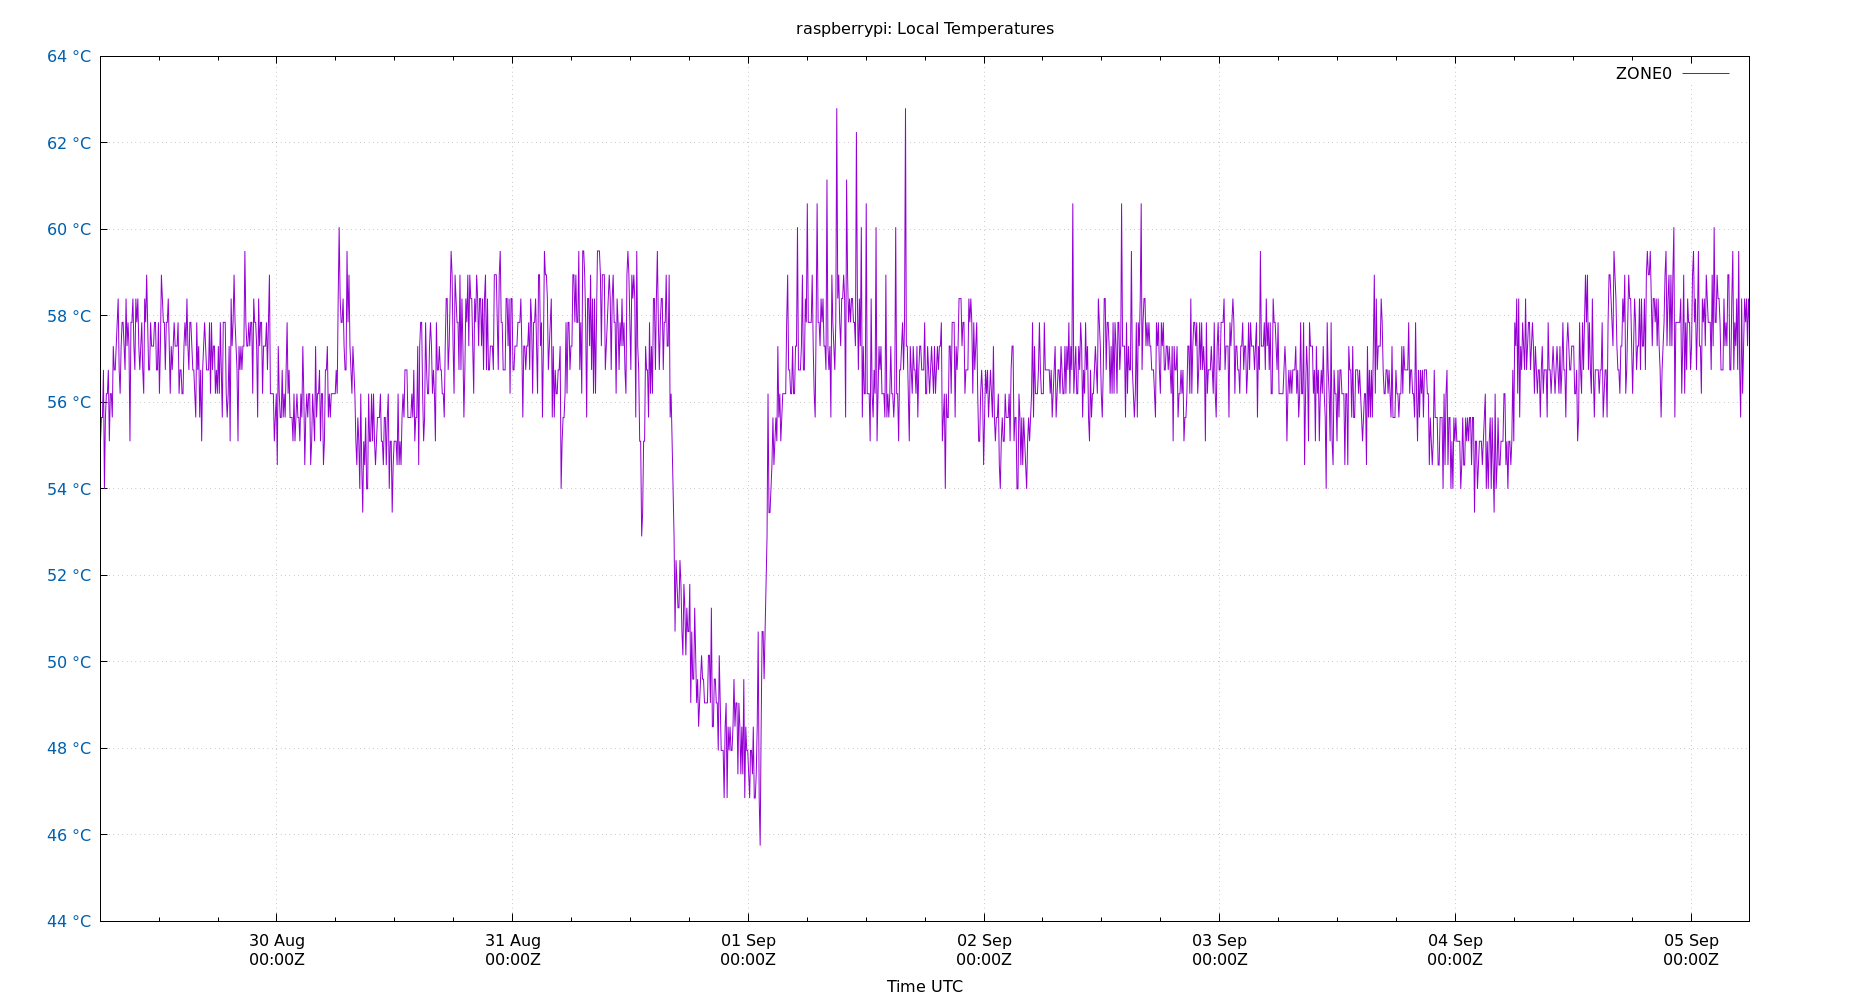 raspberrypi: Local Temperatures
64 °C
ZONE0
62 °C
60 °C
58 °C
56 °C
54 °C
52 °C
50 °C
48 °C
46 °C
44 °C
30 Aug 31 Aug 01 Sep 02 Sep 03 Sep 04 Sep 05 Sep
00:00Z 00:00Z 00:00Z 00:00Z 00:00Z 00:00Z 00:00Z
Time UTC